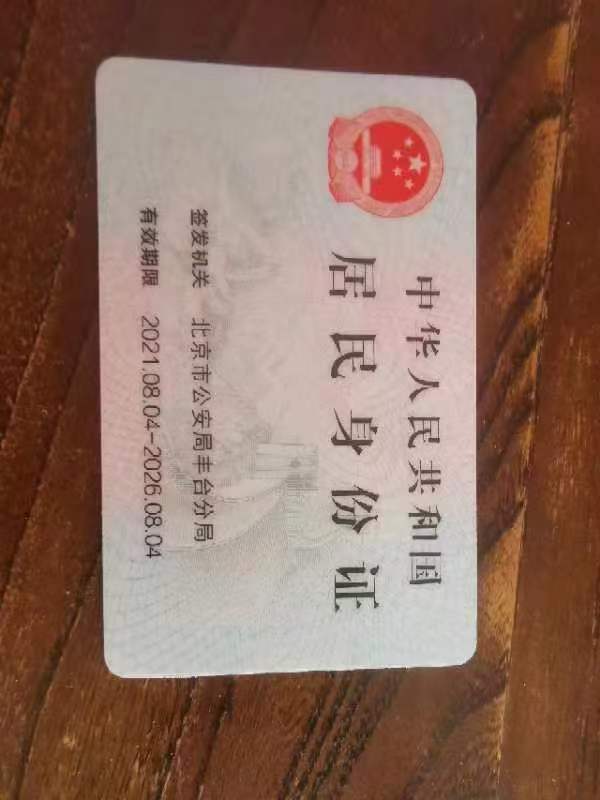 中华人民共和国
居民身份证
签发机关 北京市公安局丰台分局
有效期限 2021.08.04-2026.08.04